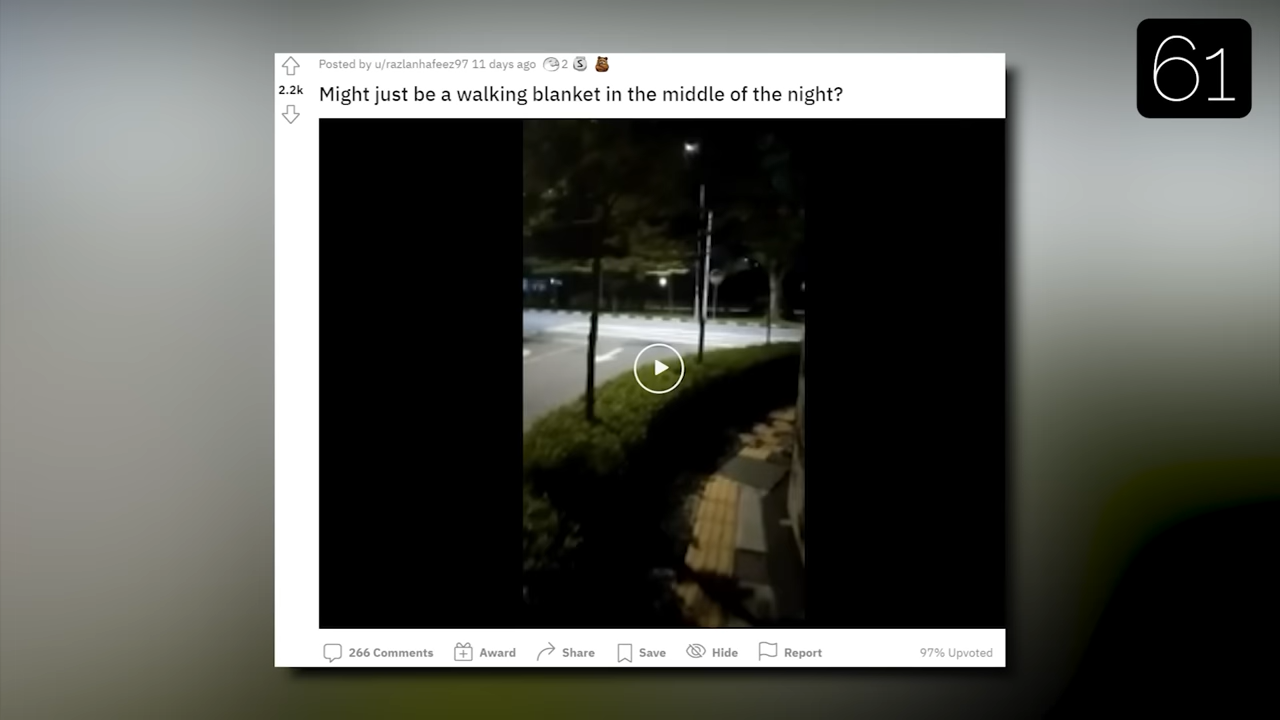 61
Posted by u/razlanhafeez97 11 days ago 2 S
2.2k
Might just be a walking blanket in the middle of the night?
266 Comments Award Share Save Hide Report 97% Upvoted